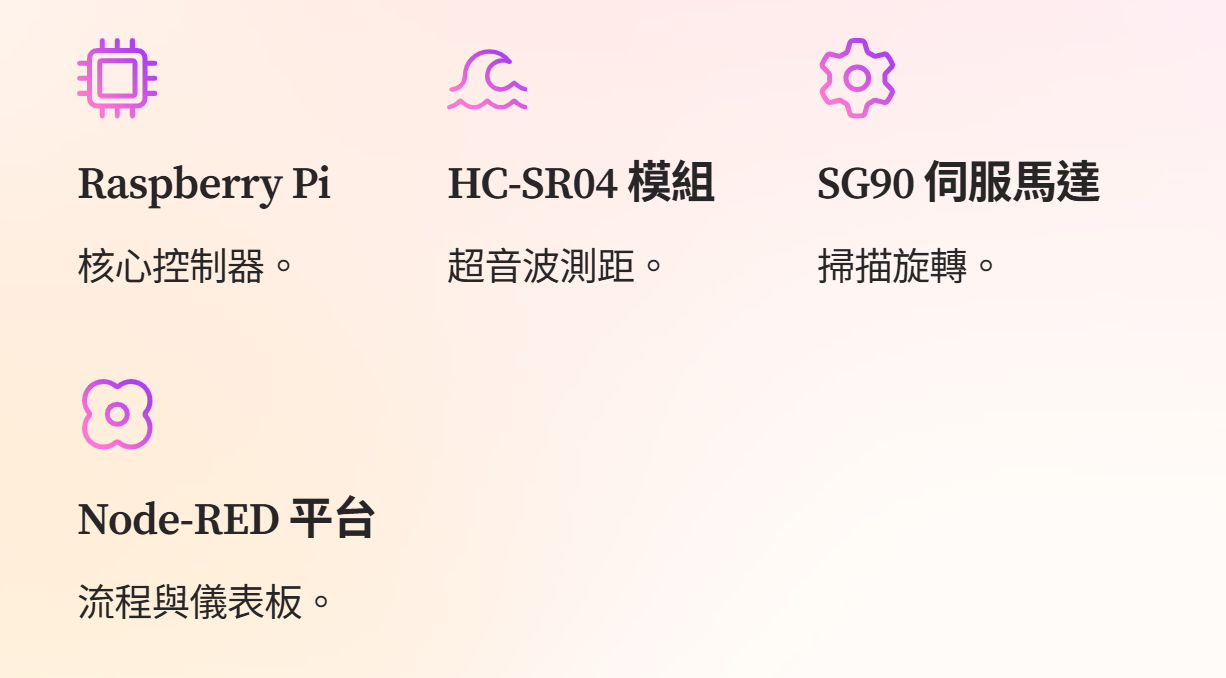 Raspberry Pi
核心控制器。
HC-SR04 模組
超音波測距。
SG90 伺服馬達
掃描旋轉。
Node-RED 平台
流程與儀表板。